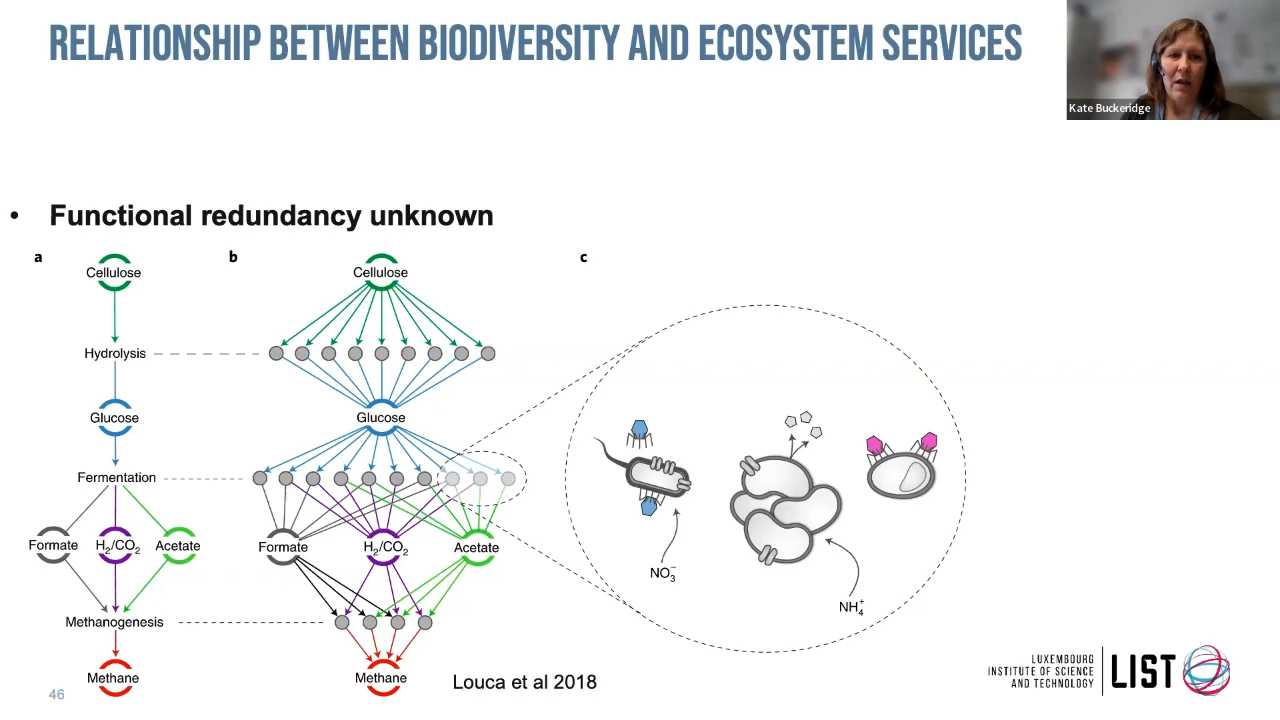 RELATIONSHIP BETWEEN BIODIVERSITY AND ECOSYSTEM SERVICES
Kate Buckeridge
• Functional redundancy unknown
a
Cellulose
Hydrolysis
Glucose
Fermentation
Formate
H₂/CO₂
Acetate
Methanogenesis
Methane
b
Cellulose
Glucose
Formate
H₂/CO₂
Acetate
Methane
c
NO₃⁻
NH₄⁺
Louca et al 2018
46
LUXEMBOURG
INSTITUTE OF SCIENCE
AND TECHNOLOGY
LIST